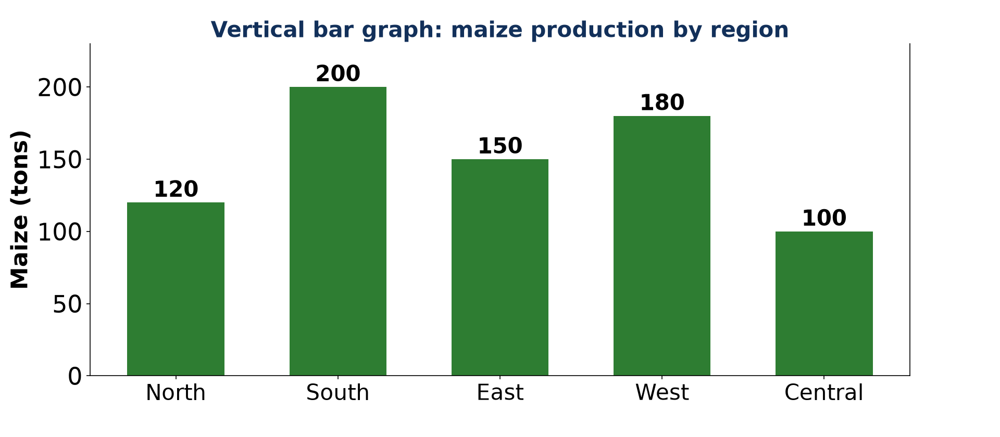 Vertical bar graph: maize production by region
Maize (tons)
200
150
100
50
0
120
200
150
180
100
North
South
East
West
Central